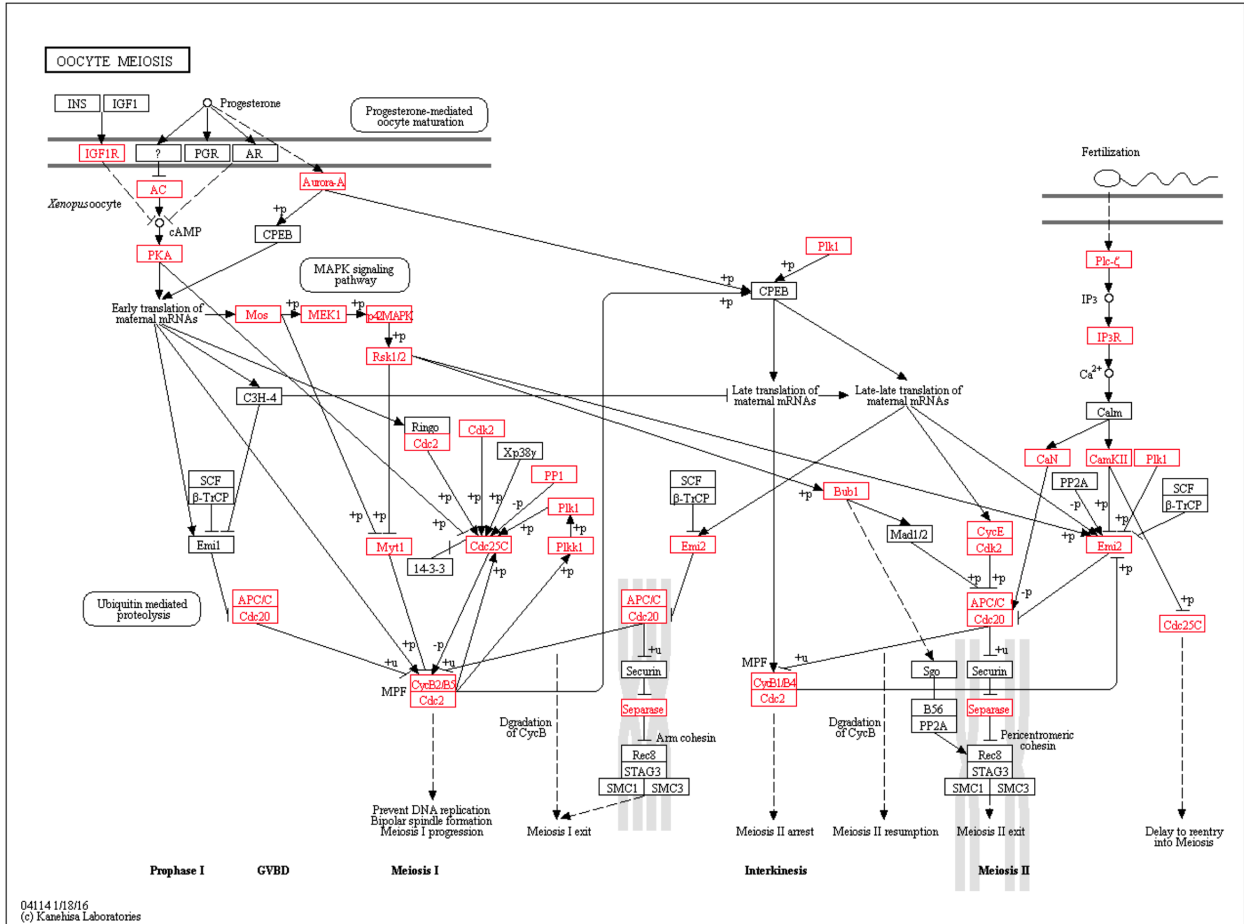 OOCYTE MEIOSIS
INS
IGF1
Progesterone
Progesterone-mediated
oocyte maturation
IGF1R
?
PGR
AR
Fertilization
AC
Aurora-A
Xenopus oocyte
cAMP
+p
CPEB
PKA
Plk1
+p
Plc-ξ
MAPK signaling
pathway
+p
CPEB
+p
IP3
Early translation of
maternal mRNAs
Mos
+p
MEK1
+p
p42MAPK
+p
Rsk1/2
IP3R
Ca2+
C3H-4
Late translation of
maternal mRNAs
Late-late translation of
maternal mRNAs
Calm
Ringo
Cdc2
Cdk2
Xp38γ
PP1
CaN
CamKII
Plk1
SCF
β-TrCP
+p
+p
+p
-p
Plk1
SCF
β-TrCP
+p
Bub1
PP2A
-p
+p
SCF
β-TrCP
Emi1
+p
+p
Myt1
+p
+p
Cdc25C
+p
+p
Plkk1
14-3-3
+p
Emi2
Mad1/2
CycE
Cdk2
+p
+p
Emi2
+p
+p
+p
Ubiquitin mediated
proteolysis
APC/C
Cdc20
APC/C
Cdc20
APC/C
Cdc20
-p
+p
Cdc25C
+u
+p
-p
+u
+u
+u
+u
MPF
CycB2/B5
Cdc2
Securin
MPF
CycB1/B4
Cdc2
Sgo
Securin
Separase
B56
PP2A
Separase
Dgradation
of CycB
Arm cohesin
Dgradation
of CycB
Pericentromeric
cohesin
Rec8
STAG3
SMC1
SMC3
Rec8
STAG3
SMC1
SMC3
Prevent DNA replication
Bipolar spindle formation
Meiosis I progression
Meiosis I exit
Meiosis II arrest
Meiosis II resumption
Meiosis II exit
Delay to reentry
into Meiosis
Prophase I
GVBD
Meiosis I
Interkinesis
Meiosis II
04114 1/18/16
(c) Kanehisa Laboratories